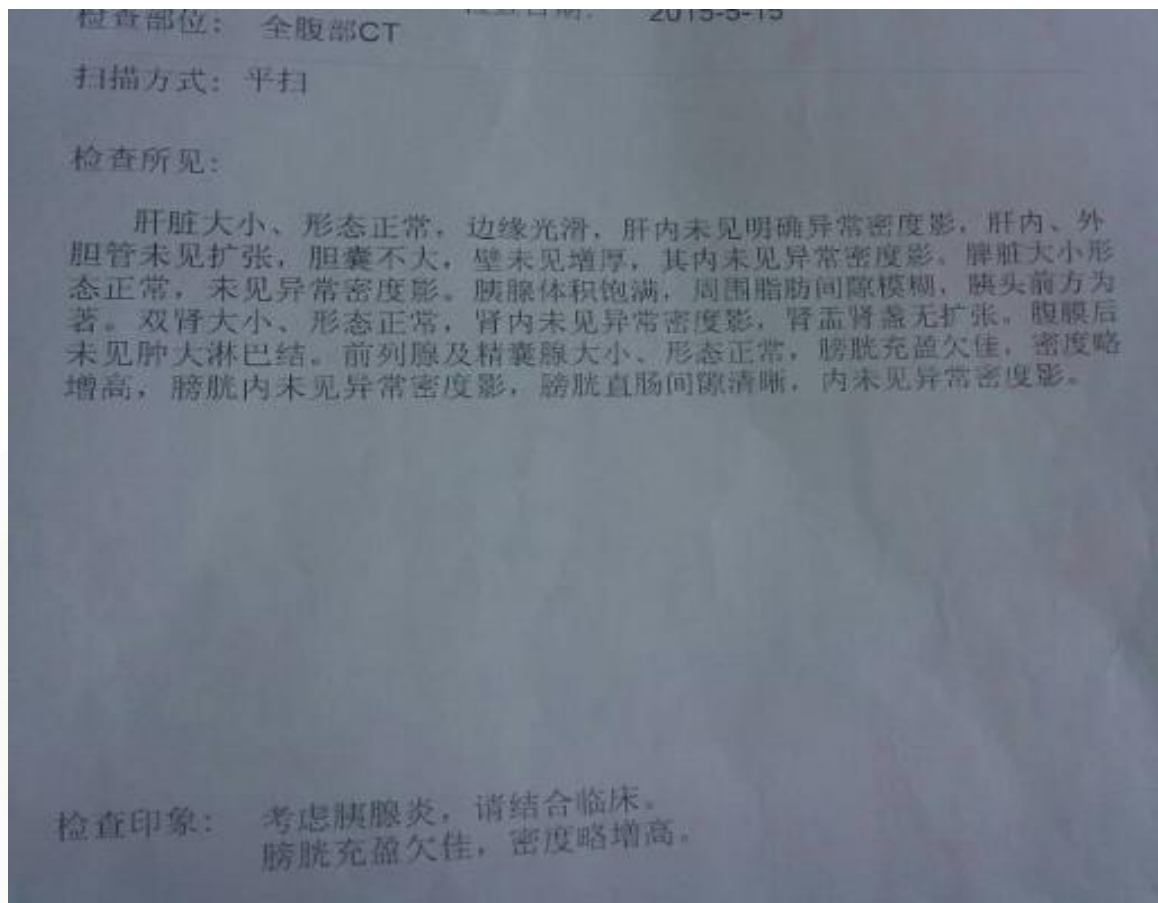 检查部位: 全腹部CT 检查日期: 2015-5-15
扫描方式: 平扫
检查所见:
肝脏大小、形态正常, 边缘光滑, 肝内未见明确异常密度影, 肝内、外
胆管未见扩张, 胆囊不大, 壁未见增厚, 其内未见异常密度影。脾脏大小形
态正常, 未见异常密度影。胰腺体积饱满, 周围脂肪间隙模糊, 胰头前方为
著。双肾大小、形态正常, 肾内未见异常密度影, 肾盂肾盏无扩张。腹膜后
未见肿大淋巴结。前列腺及精囊腺大小、形态正常, 膀胱充盈欠佳, 密度略
增高, 膀胱内未见异常密度影, 膀胱直肠间隙清晰, 内未见异常密度影。
检查印象: 考虑胰腺炎, 请结合临床。
膀胱充盈欠佳, 密度略增高。